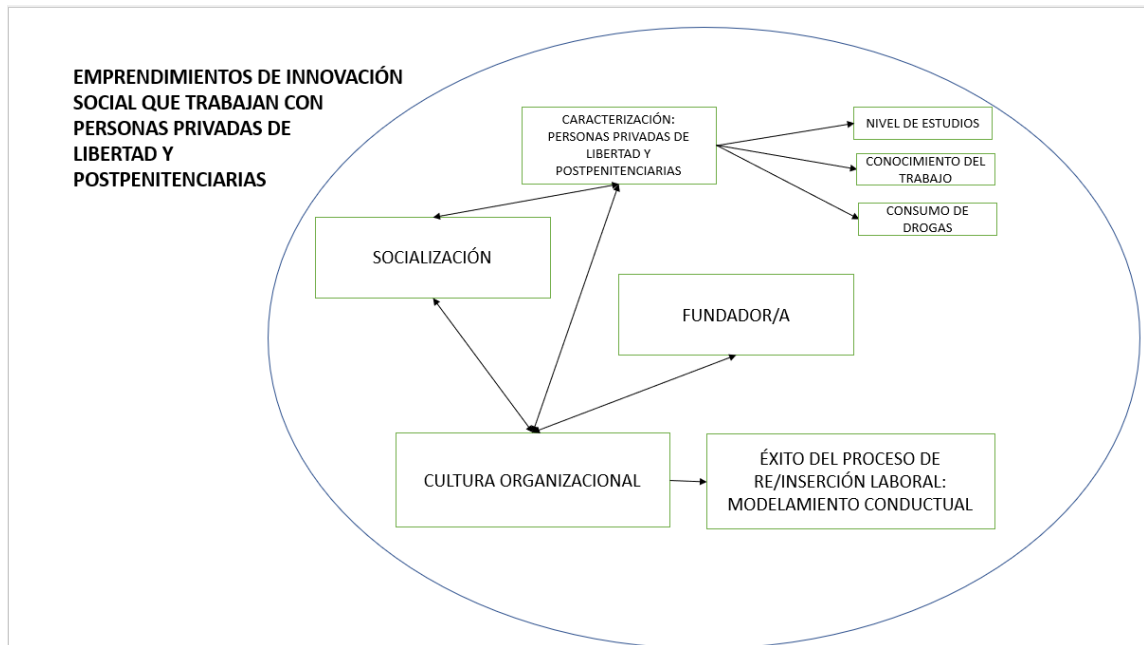 EMPRENDIMIENTOS DE INNOVACIÓN
SOCIAL QUE TRABAJAN CON
PERSONAS PRIVADAS DE
LIBERTAD Y
POSTPENITENCIARIAS
CARACTERIZACIÓN:
PERSONAS PRIVADAS DE
LIBERTAD Y
POSTPENITENCIARIAS
NIVEL DE ESTUDIOS
CONOCIMIENTO DEL
TRABAJO
CONSUMO DE
DROGAS
SOCIALIZACIÓN
FUNDADOR/A
CULTURA ORGANIZACIONAL
ÉXITO DEL PROCESO DE
RE/INSERCIÓN LABORAL:
MODELAMIENTO CONDUCTUAL